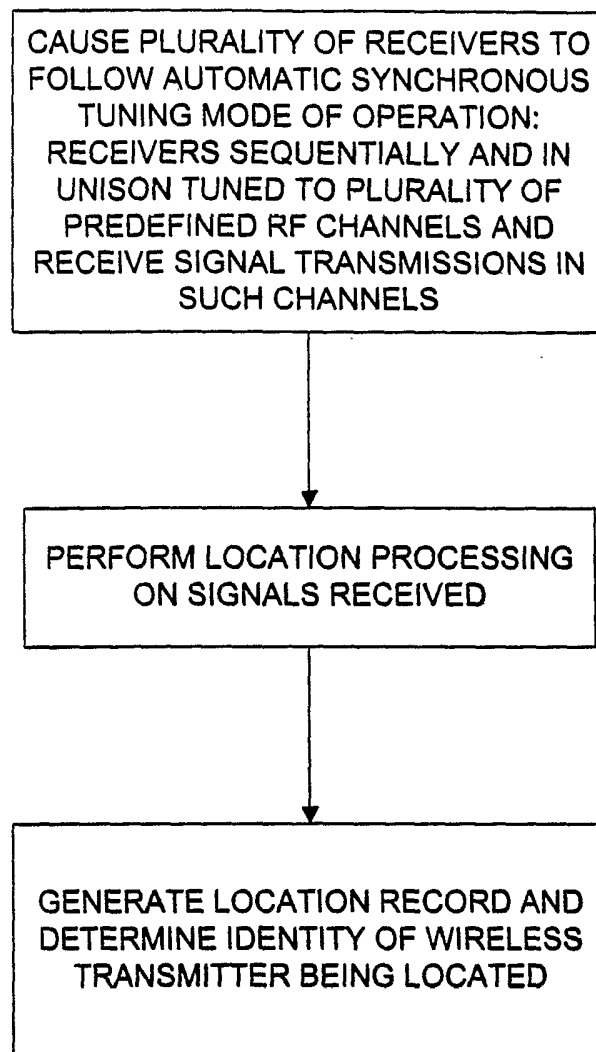 CAUSE PLURALITY OF RECEIVERS TO
FOLLOW AUTOMATIC SYNCHRONOUS
TUNING MODE OF OPERATION:
RECEIVERS SEQUENTIALLY AND IN
UNISON TUNED TO PLURALITY OF
PREDEFINED RF CHANNELS AND
RECEIVE SIGNAL TRANSMISSIONS IN
SUCH CHANNELS
PERFORM LOCATION PROCESSING
ON SIGNALS RECEIVED
GENERATE LOCATION RECORD AND
DETERMINE IDENTITY OF WIRELESS
TRANSMITTER BEING LOCATED